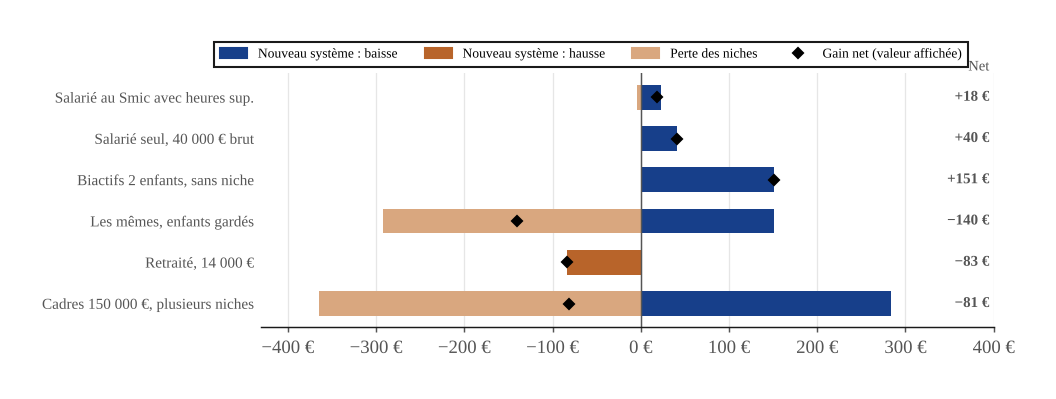 Nouveau système : baisse Nouveau système : hausse Perte des niches Gain net (valeur affichée)
Net
Salarié au Smic avec heures sup. +18 €
Salarié seul, 40 000 € brut +40 €
Biactifs 2 enfants, sans niche +151 €
Les mêmes, enfants gardés −140 €
Retraité, 14 000 € −83 €
Cadres 150 000 €, plusieurs niches −81 €
−400 € −300 € −200 € −100 € 0 € 100 € 200 € 300 € 400 €